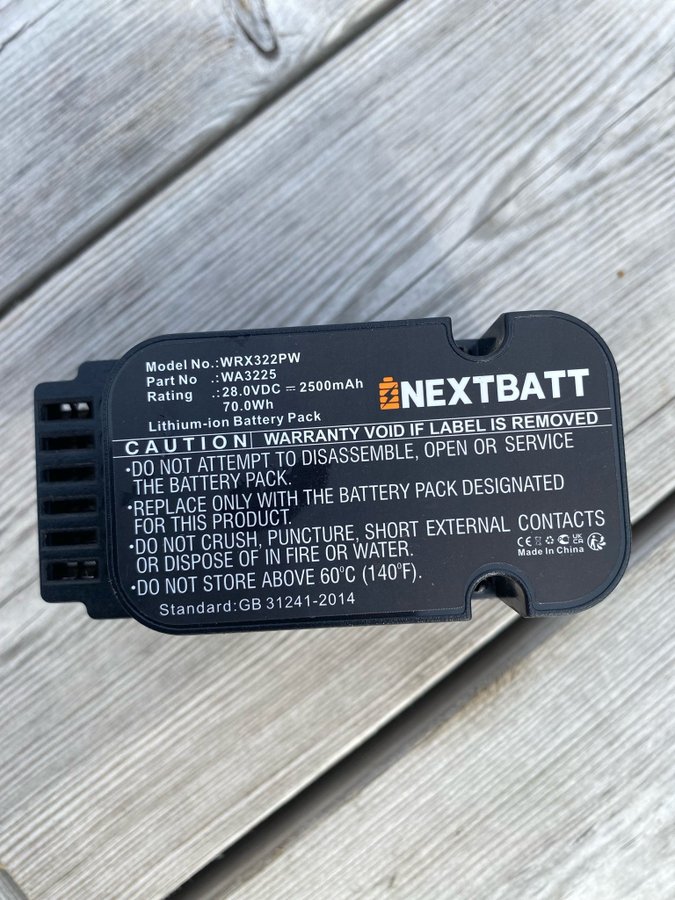 Model No.:WRX322PW
Part No :WA3225
Rating :28.0VDC ⎓ 2500mAh
70.0Wh
Lithium-ion Battery Pack
NEXTBATT
CAUTION WARRANTY VOID IF LABEL IS REMOVED
•DO NOT ATTEMPT TO DISASSEMBLE, OPEN OR SERVICE
THE BATTERY PACK.
•REPLACE ONLY WITH THE BATTERY PACK DESIGNATED
FOR THIS PRODUCT.
•DO NOT CRUSH, PUNCTURE, SHORT EXTERNAL CONTACTS
OR DISPOSE OF IN FIRE OR WATER.
•DO NOT STORE ABOVE 60°C (140°F).
Standard:GB 31241-2014
CE EAC UKCA
Made In China